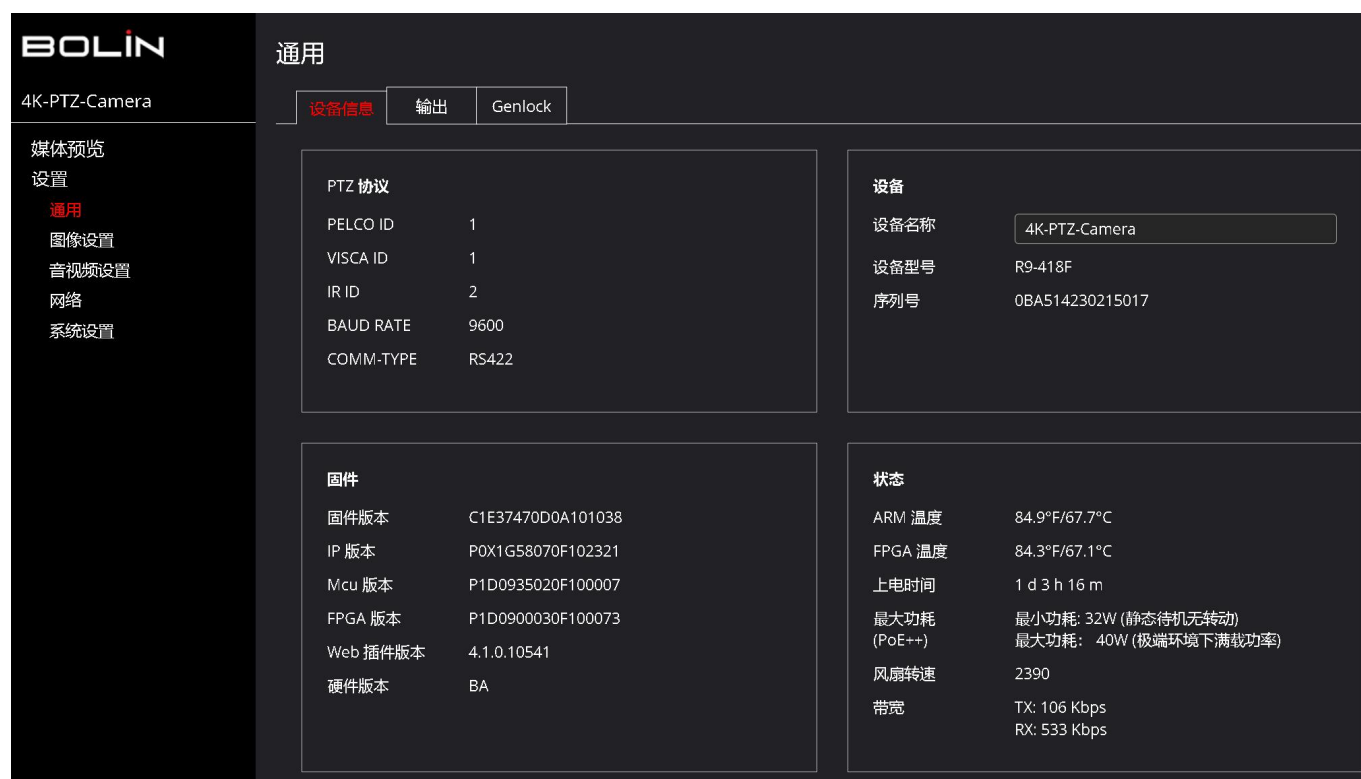 BOLIN
4K-PTZ-Camera
媒体预览
设置
通用
图像设置
音视频设置
网络
系统设置
通用
设备信息 输出 Genlock
PTZ 协议
PELCO ID 1
VISCA ID 1
IR ID 2
BAUD RATE 9600
COMM-TYPE RS422
设备
设备名称 4K-PTZ-Camera
设备型号 R9-418F
序列号 0BA514230215017
固件
固件版本 C1E37470D0A101038
IP 版本 P0X1G58070F102321
Mcu 版本 P1D0935020F100007
FPGA 版本 P1D0900030F100073
Web 插件版本 4.1.0.10541
硬件版本 BA
状态
ARM 温度 84.9°F/67.7°C
FPGA 温度 84.3°F/67.1°C
上电时间 1 d 3 h 16 m
最大功耗 最小功耗: 32W (静态待机无转动)
(PoE++) 最大功耗： 40W (极端环境下满载功率)
风扇转速 2390
带宽 TX: 106 Kbps
RX: 533 Kbps